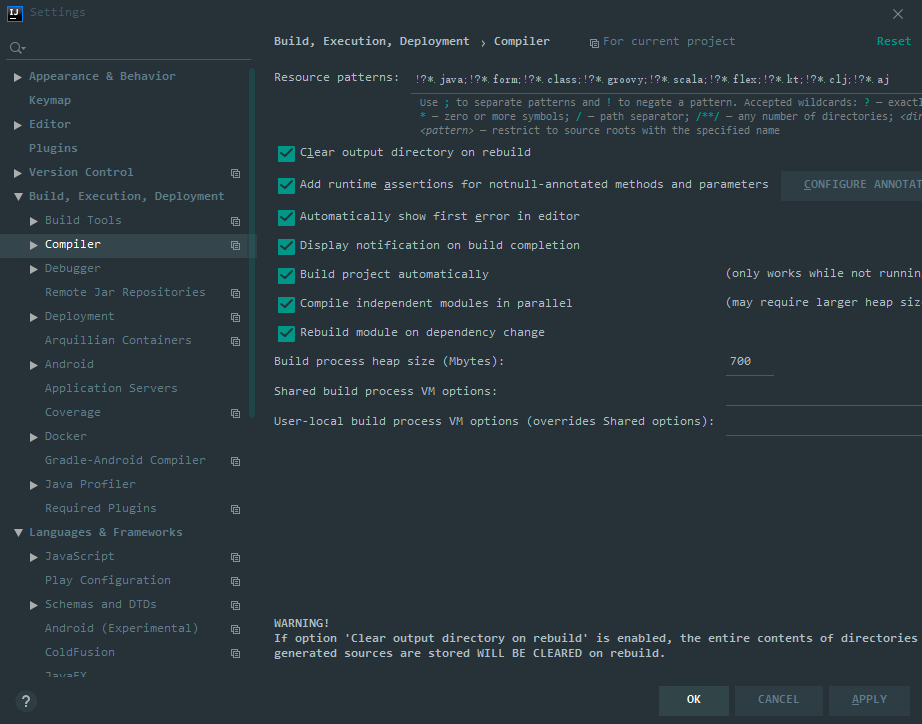 IJ
Settings
Build, Execution, Deployment › Compiler For current project Reset
Appearance & Behavior
Keymap
Editor
Plugins
Version Control
Build, Execution, Deployment
Build Tools
Compiler
Debugger
Remote Jar Repositories
Deployment
Arquillian Containers
Android
Application Servers
Coverage
Docker
Gradle-Android Compiler
Java Profiler
Required Plugins
Languages & Frameworks
JavaScript
Play Configuration
Schemas and DTDs
Android (Experimental)
ColdFusion
JavaFX
Resource patterns: !?*.java;!?*.form;!?*.class;!?*.groovy;!?*.scala;!?*.flex;!?*.kt;!?*.clj;!?*.aj
Use ; to separate patterns and ! to negate a pattern. Accepted wildcards: ? — exactl
* — zero or more symbols; / — path separator; /**/ — any number of directories; <dir
<pattern> — restrict to source roots with the specified name
Clear output directory on rebuild
Add runtime assertions for notnull-annotated methods and parameters CONFIGURE ANNOTAT
Automatically show first error in editor
Display notification on build completion
Build project automatically (only works while not runnin
Compile independent modules in parallel (may require larger heap siz
Rebuild module on dependency change
Build process heap size (Mbytes): 700
Shared build process VM options:
User-local build process VM options (overrides Shared options):
WARNING!
If option 'Clear output directory on rebuild' is enabled, the entire contents of directories
generated sources are stored WILL BE CLEARED on rebuild.
? OK CANCEL APPLY